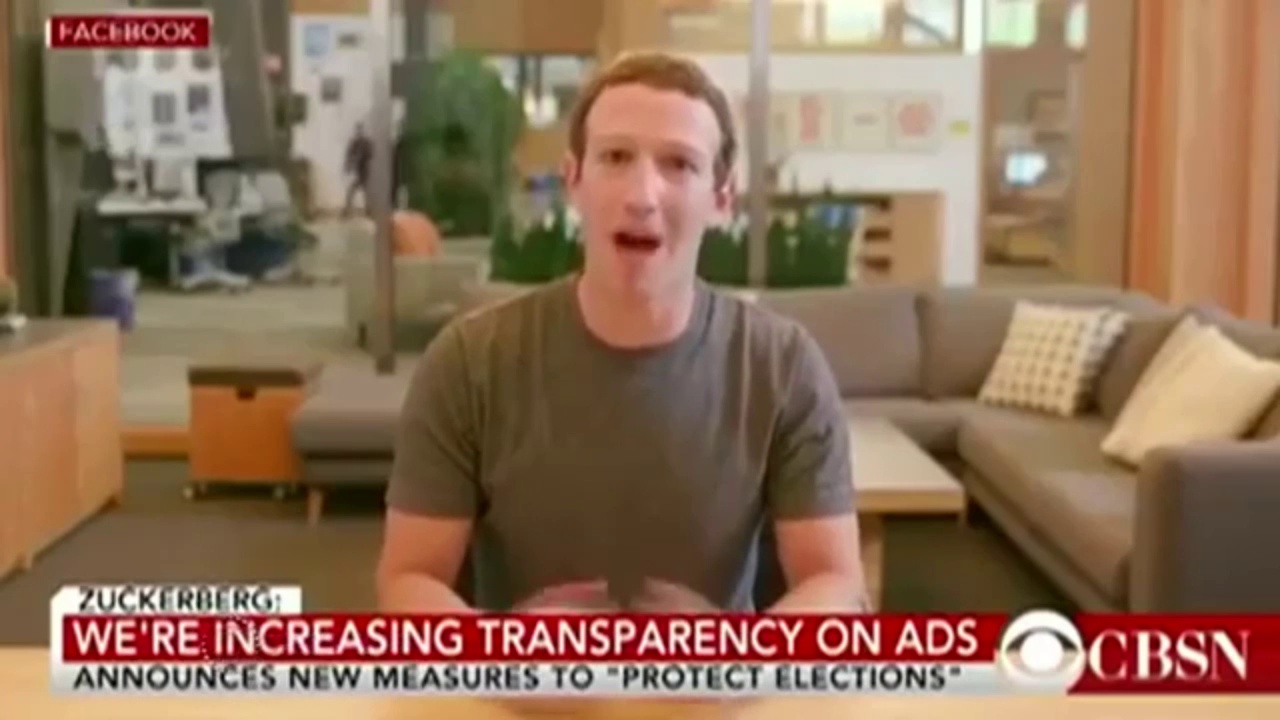 FACEBOOK
ZUCKERBERG:
WE'RE INCREASING TRANSPARENCY ON ADS
ANNOUNCES NEW MEASURES TO "PROTECT ELECTIONS"
CBSN